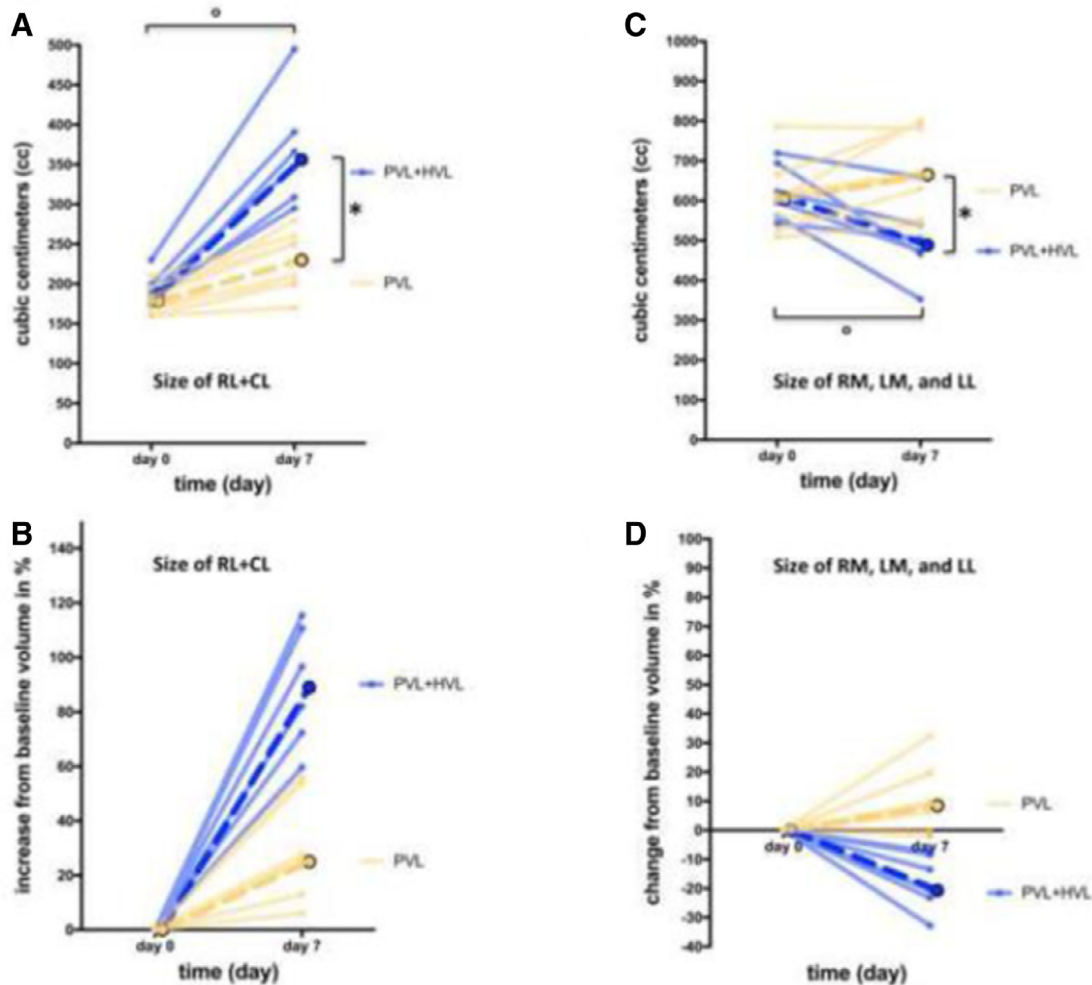 A
°
500
450
400
350
300
250
200
150
100
50
0
cubic centimeters (cc)
PVL+HVL
*
PVL
Size of RL+CL
day 0
day 7
time (day)
C
1000
900
800
700
600
500
400
300
200
100
0
cubic centimeters (cc)
PVL
*
PVL+HVL
°
Size of RM, LM, and LL
day 0
day 7
time (day)
B
Size of RL+CL
140
120
100
80
60
40
20
0
increase from baseline volume in %
PVL+HVL
PVL
day 0
day 7
time (day)
D
Size of RM, LM, and LL
100
90
80
70
60
50
40
30
20
10
0
-10
-20
-30
-40
change from baseline volume in %
PVL
day 0
day 7
PVL+HVL
time (day)